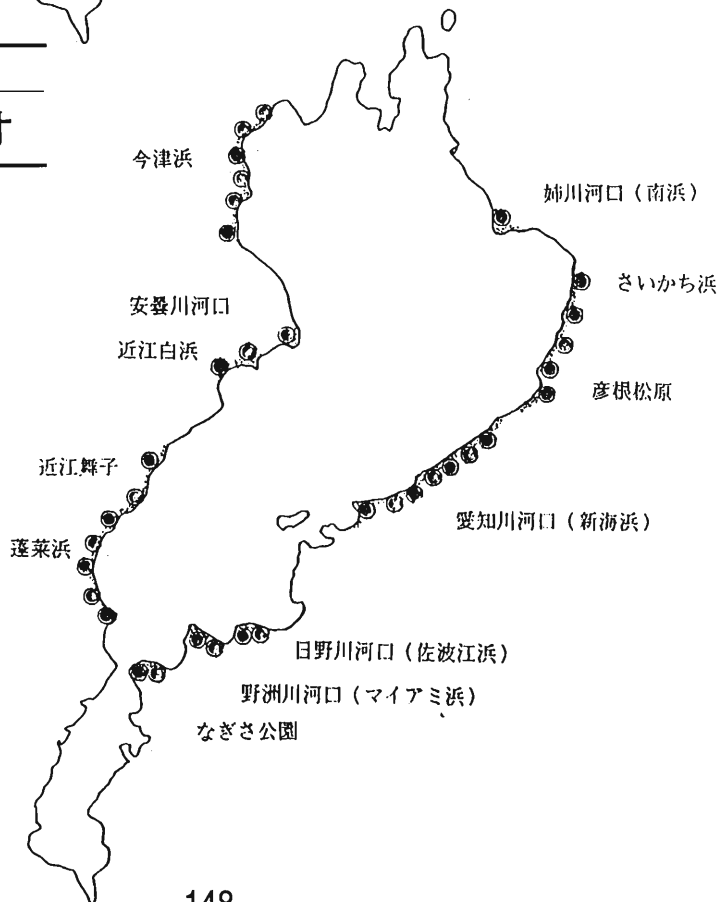 今津浜
姉川河口（南浜）
さいかち浜
安曇川河口
近江白浜
彦根松原
近江舞子
愛知川河口（新海浜）
蓬莱浜
日野川河口（佐波江浜）
野洲川河口（マイアミ浜）
なぎさ公園